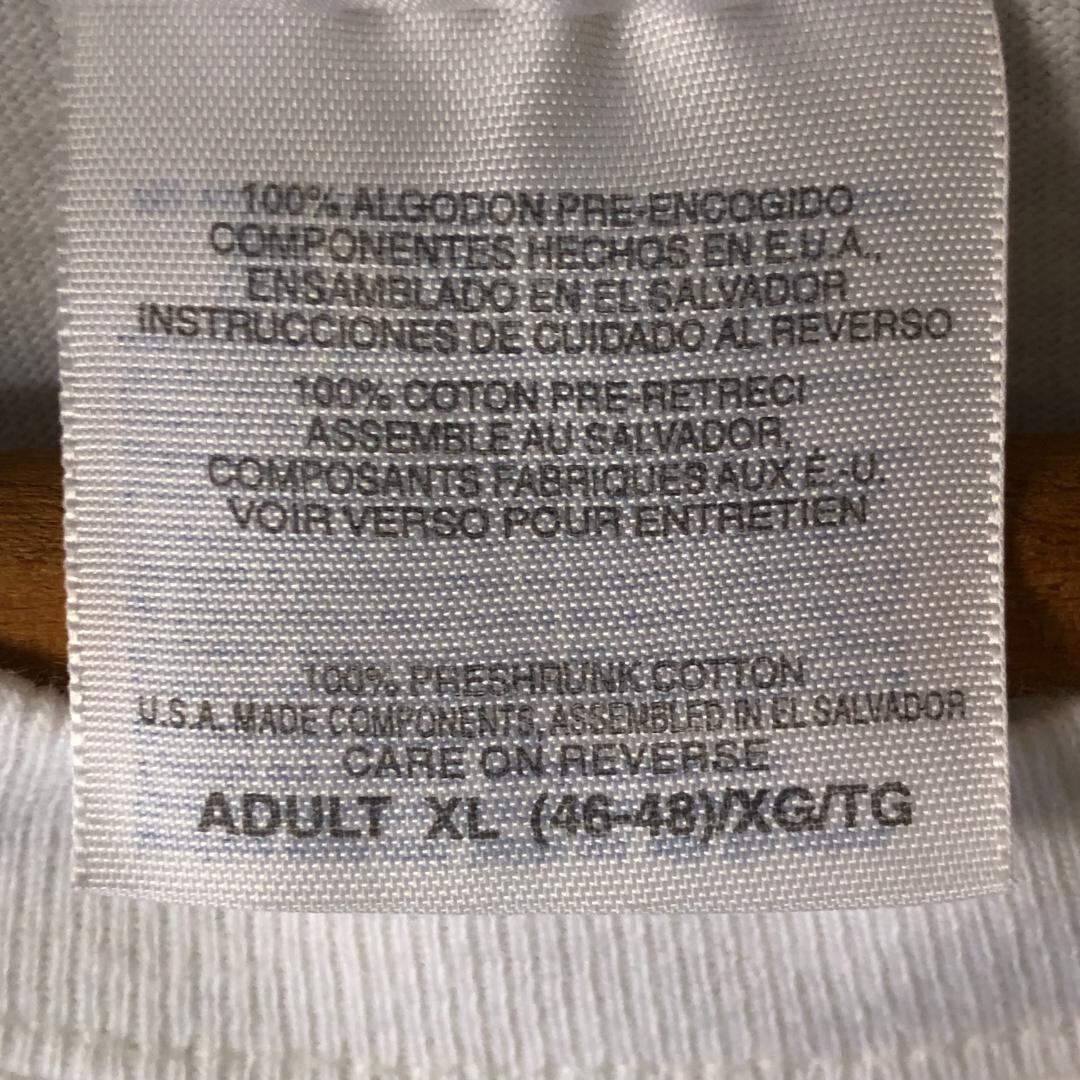 100% ALGODON PRE-ENCOGIDO
COMPONENTES HECHOS EN E.U.A.,
ENSAMBLADO EN EL SALVADOR
INSTRUCCIONES DE CUIDADO AL REVERSO
100% COTON PRE-RETRECI
ASSEMBLE AU SALVADOR,
COMPOSANTS FABRIQUES AUX É.-U.
VOIR VERSO POUR ENTRETIEN
100% PRESHRUNK COTTON
U.S.A. MADE COMPONENTS, ASSEMBLED IN EL SALVADOR
CARE ON REVERSE
ADULT XL (46-48)/XG/TG